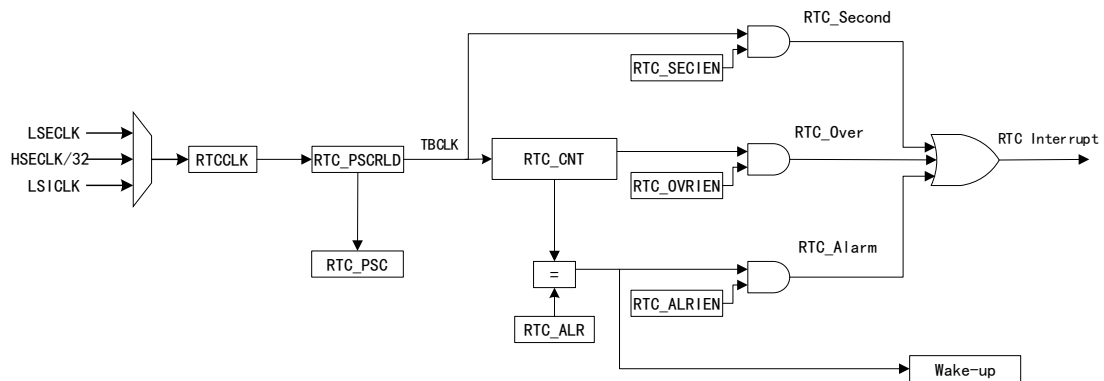 RTC_Second
RTC_SECIEN
LSECLK
HSECLK/32
LSICLK
RTCCLK
RTC_PSCRLD
TBCLK
RTC_CNT
RTC_Over
RTC_OVRIEN
RTC Interrupt
RTC_PSC
=
RTC_ALR
RTC_Alarm
RTC_ALRIEN
Wake-up